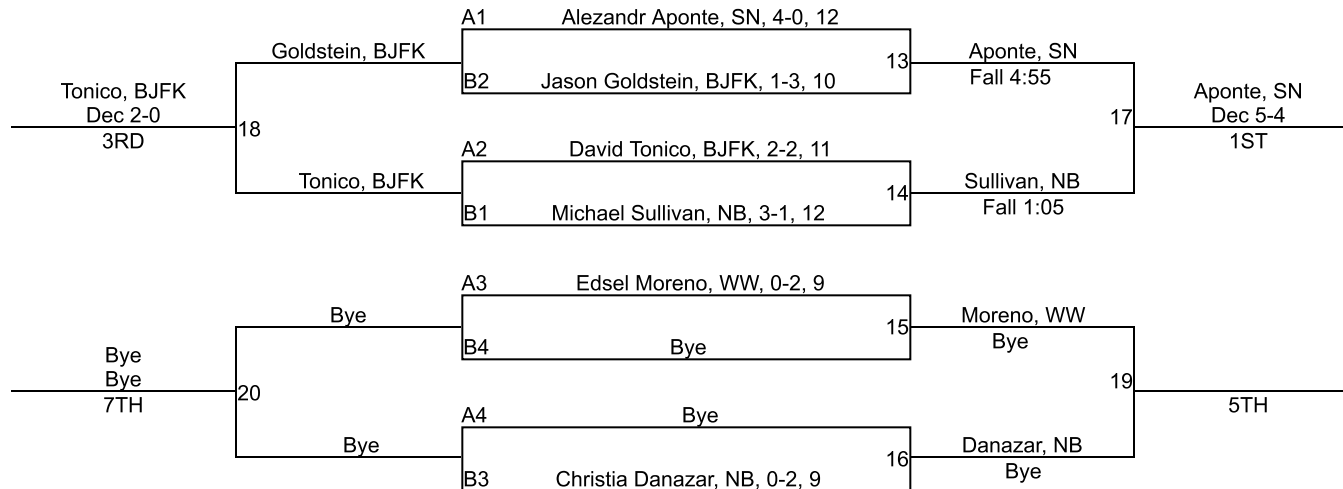 A1 Alezandr Aponte, SN, 4-0, 12
Goldstein, BJFK
13
Aponte, SN
B2 Jason Goldstein, BJFK, 1-3, 10
Fall 4:55
Tonico, BJFK
Dec 2-0
3RD
18
17
Aponte, SN
Dec 5-4
1ST
A2 David Tonico, BJFK, 2-2, 11
Tonico, BJFK
14
Sullivan, NB
B1 Michael Sullivan, NB, 3-1, 12
Fall 1:05
A3 Edsel Moreno, WW, 0-2, 9
Bye
15
Moreno, WW
B4 Bye
Bye
Bye
Bye
7TH
20
19
5TH
A4 Bye
Bye
16
Danazar, NB
B3 Christia Danazar, NB, 0-2, 9
Bye